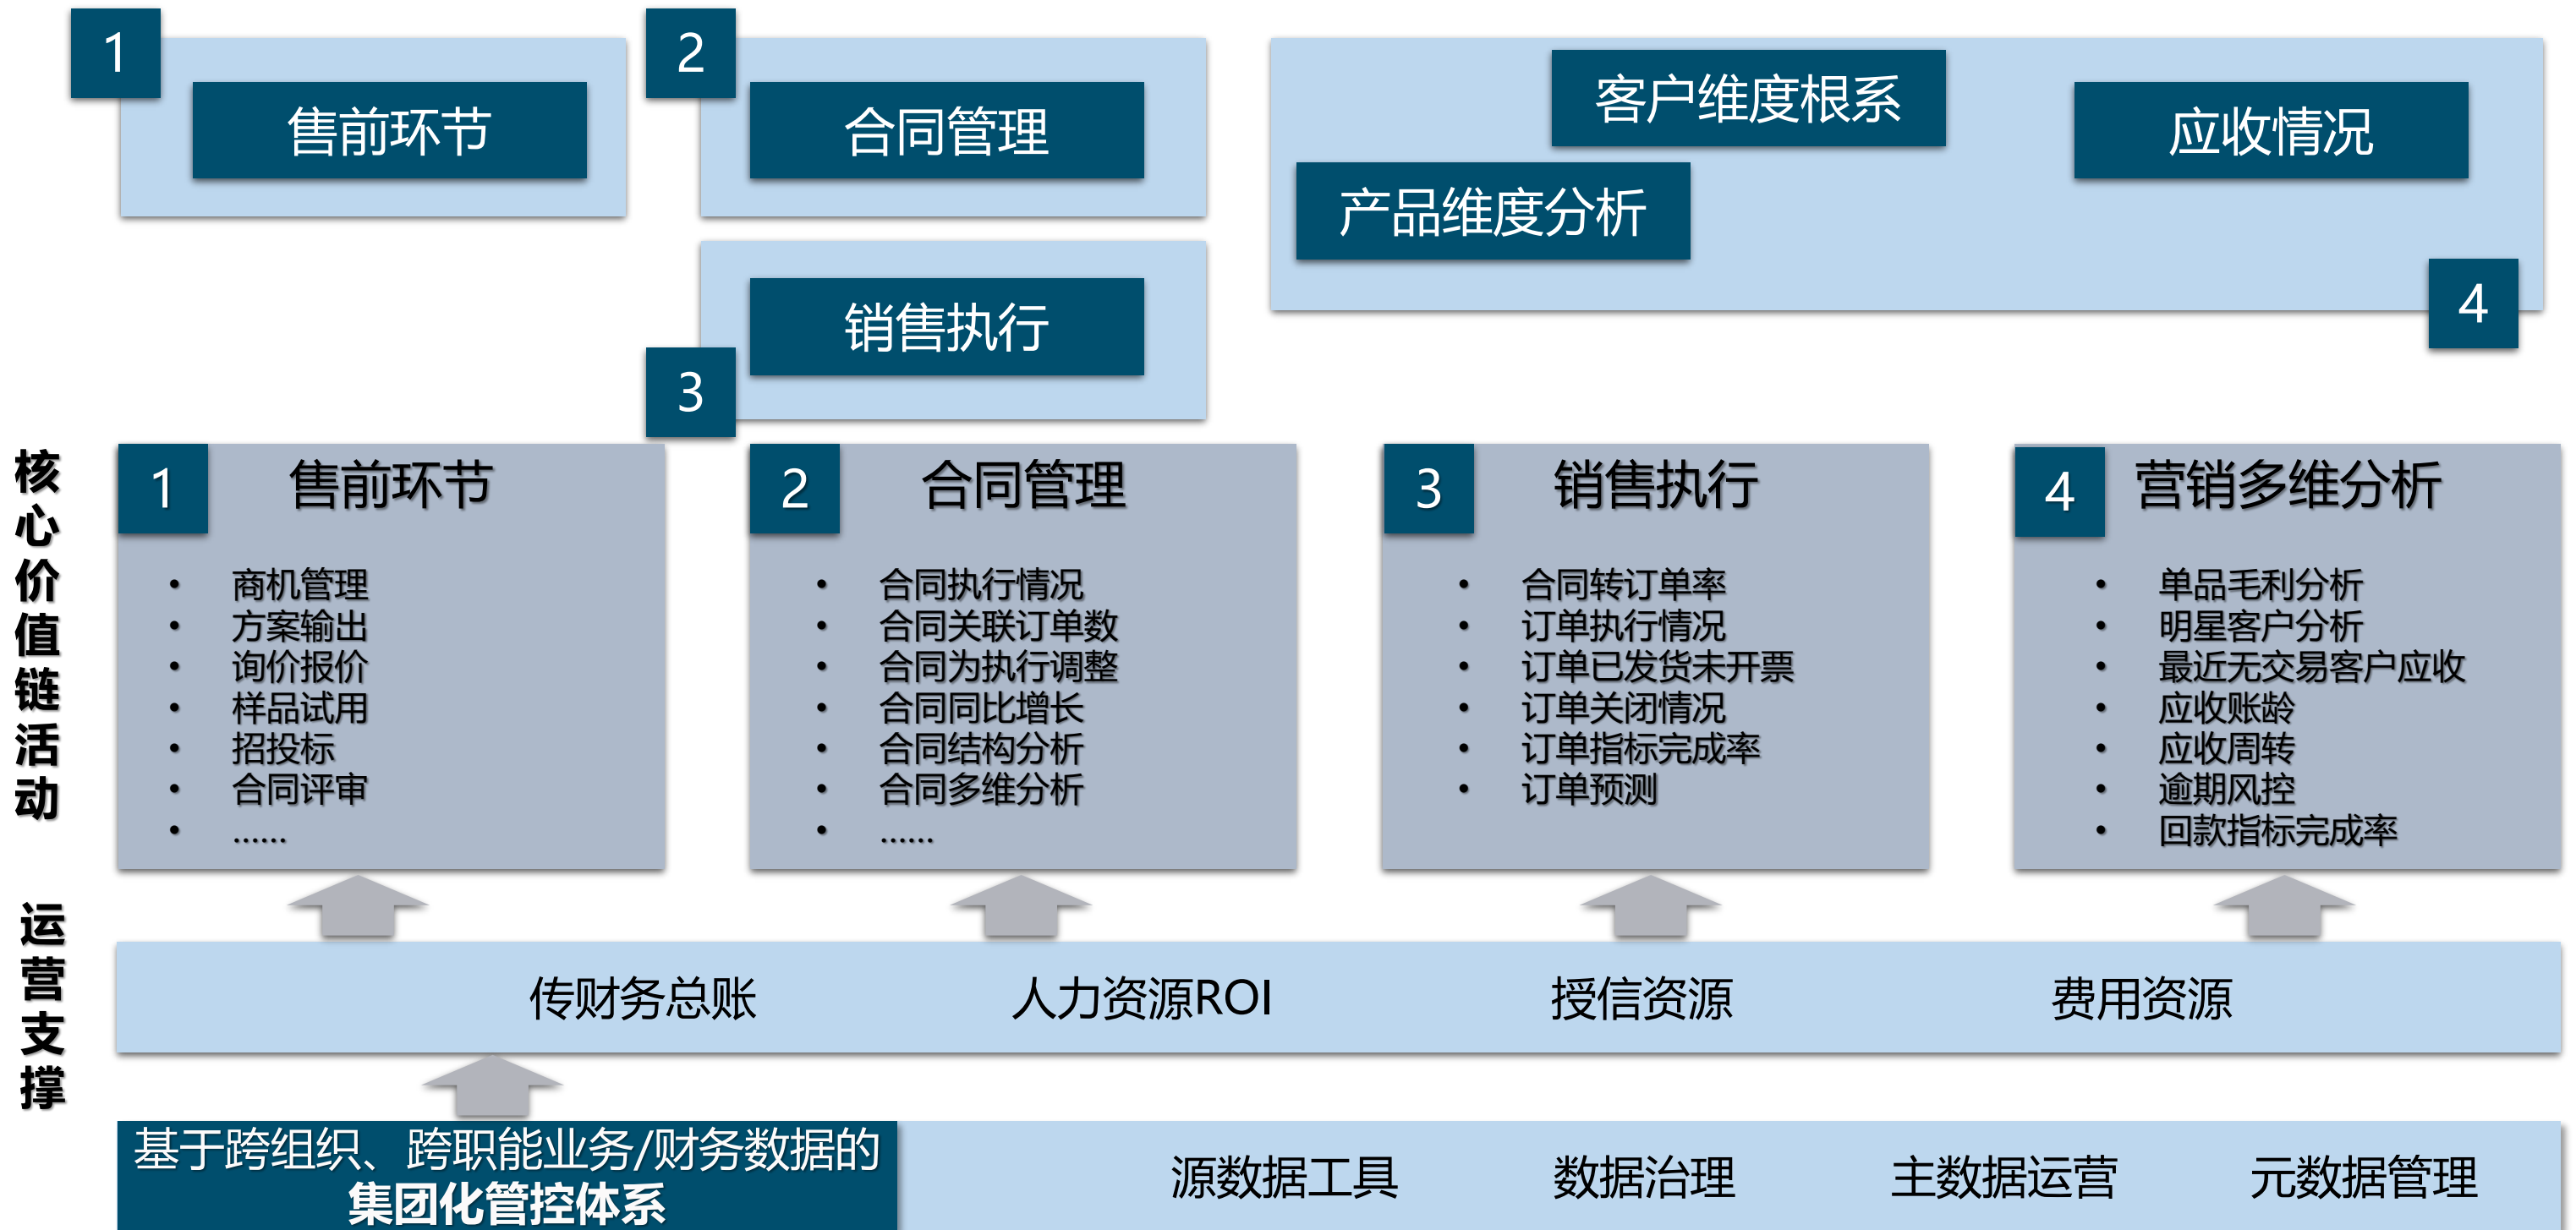 1
售前环节
2
合同管理
客户维度根系
应收情况
产品维度分析
4
3
销售执行
核心价值链活动
1
售前环节
• 商机管理
• 方案输出
• 询价报价
• 样品试用
• 招投标
• 合同评审
• ……
2
合同管理
• 合同执行情况
• 合同关联订单数
• 合同为执行调整
• 合同同比增长
• 合同结构分析
• 合同多维分析
• ……
3
销售执行
• 合同转订单率
• 订单执行情况
• 订单已发货未开票
• 订单关闭情况
• 订单指标完成率
• 订单预测
4
营销多维分析
• 单品毛利分析
• 明星客户分析
• 最近无交易客户应收
• 应收账龄
• 应收周转
• 逾期风控
• 回款指标完成率
运营支撑
传财务总账
人力资源ROI
授信资源
费用资源
基于跨组织、跨职能业务/财务数据的
集团化管控体系
源数据工具
数据治理
主数据运营
元数据管理